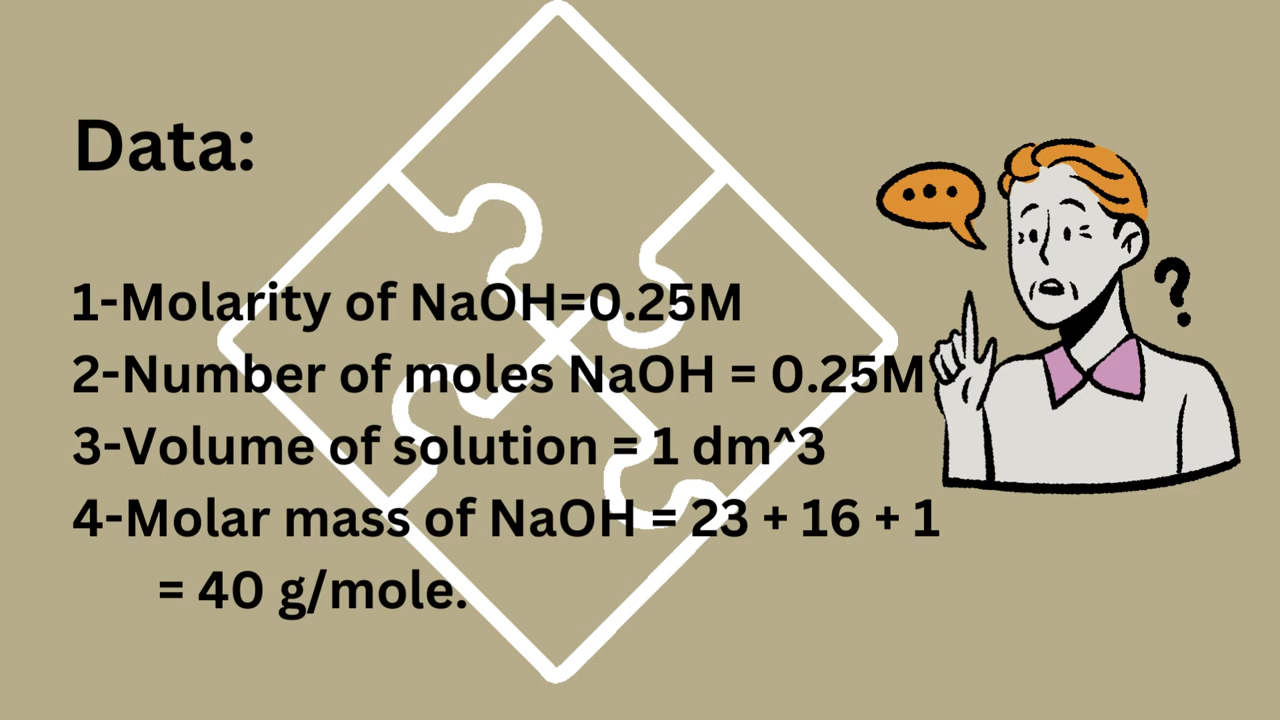 Data:
1-Molarity of NaOH=0.25M
2-Number of moles NaOH = 0.25M
3-Volume of solution = 1 dm^3
4-Molar mass of NaOH = 23 + 16 + 1
= 40 g/mole.
?